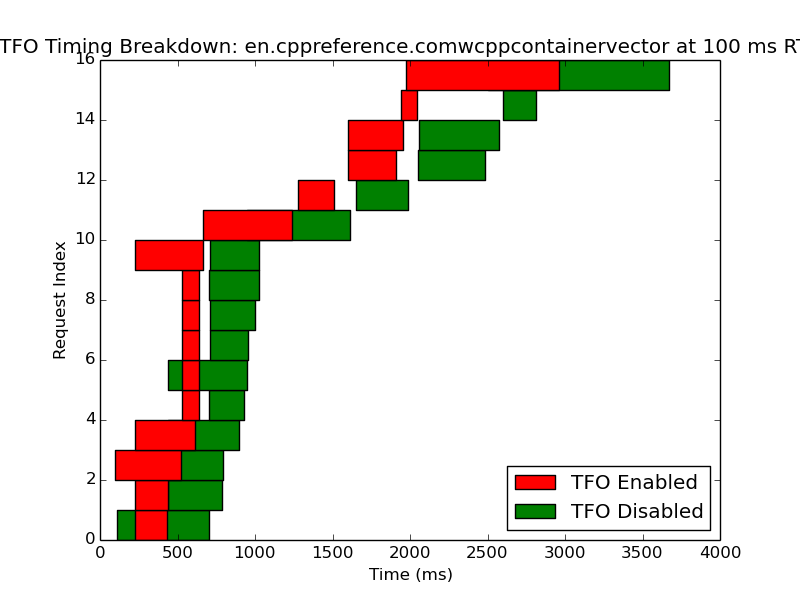 TFO Timing Breakdown: en.cppreference.comwcppcontainervector at 100 ms RT
16
14
12
10
8
6
4
2
0
Request Index
TFO Enabled
TFO Disabled
0 500 1000 1500 2000 2500 3000 3500 4000
Time (ms)